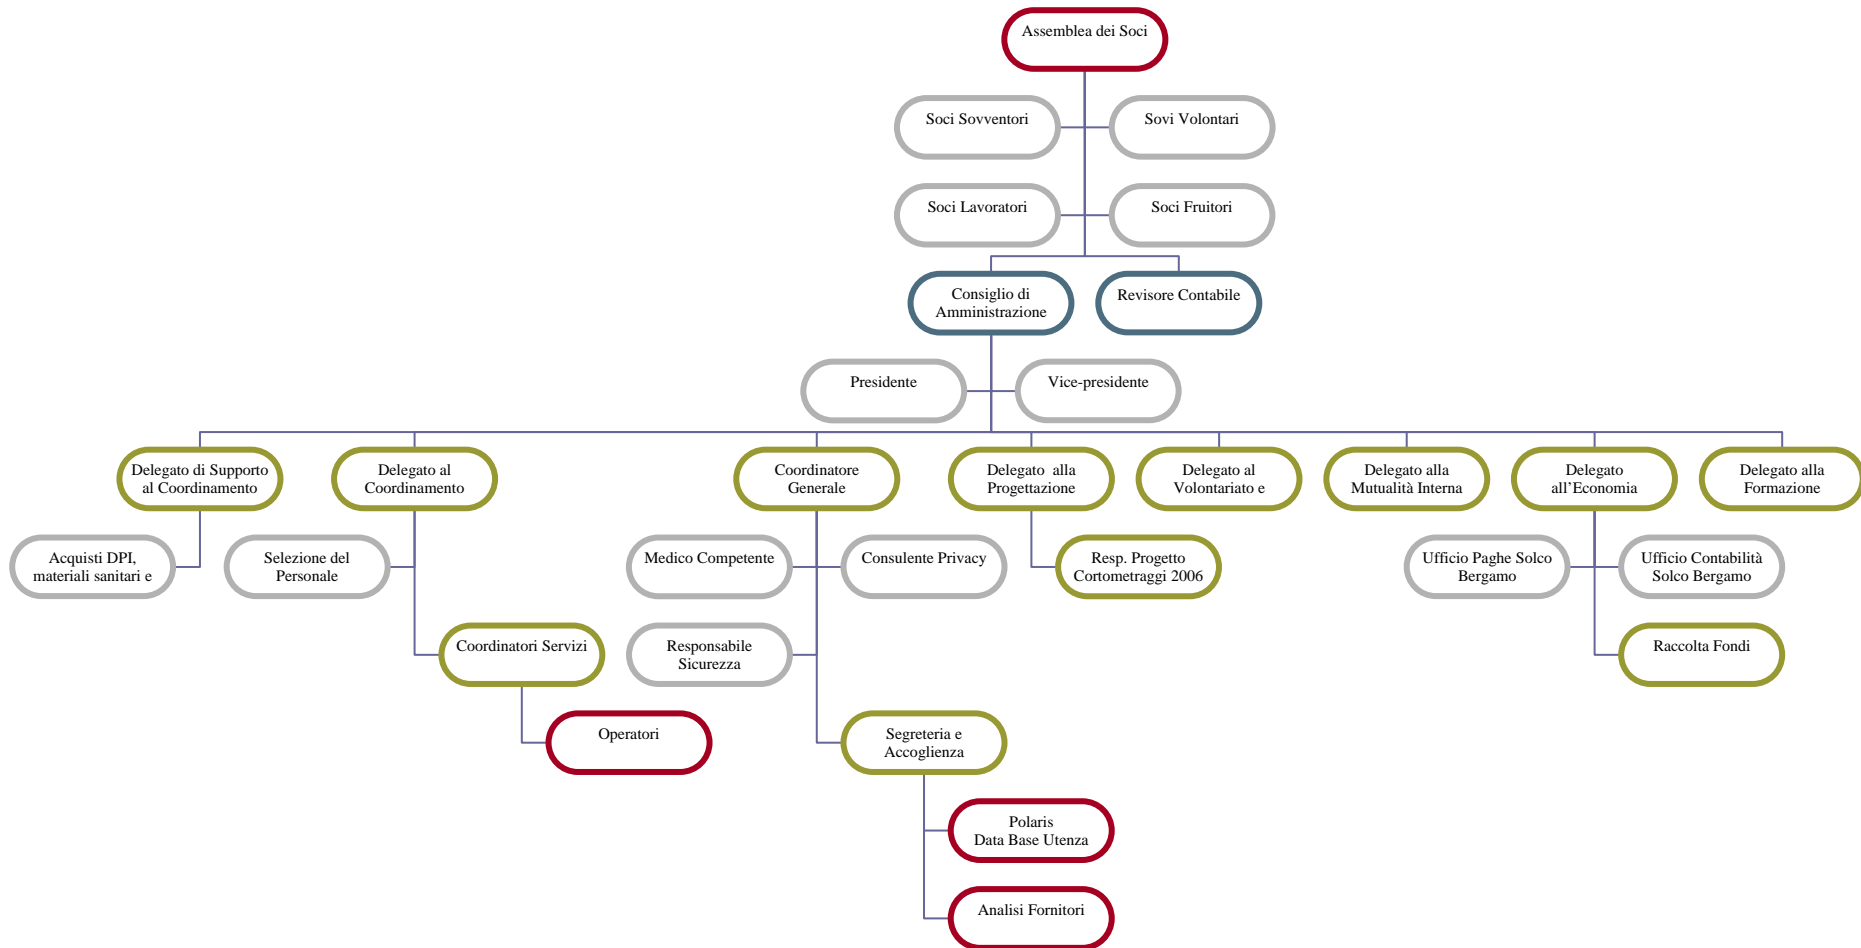 Assemblea dei Soci
Soci Sovventori
Sovi Volontari
Soci Lavoratori
Soci Fruitori
Consiglio di
Amministrazione
Revisore Contabile
Presidente
Vice-presidente
Delegato di Supporto
al Coordinamento
Delegato al
Coordinamento
Coordinatore
Generale
Delegato alla
Progettazione
Delegato al
Volontariato e
Delegato alla
Mutualità Interna
Delegato
all'Economia
Delegato alla
Formazione
Acquisti DPI,
materiali sanitari e
Selezione del
Personale
Medico Competente
Consulente Privacy
Resp. Progetto
Cortometraggi 2006
Ufficio Paghe Solco
Bergamo
Ufficio Contabilità
Solco Bergamo
Coordinatori Servizi
Responsabile
Sicurezza
Raccolta Fondi
Operatori
Segreteria e
Accoglienza
Polaris
Data Base Utenza
Analisi Fornitori